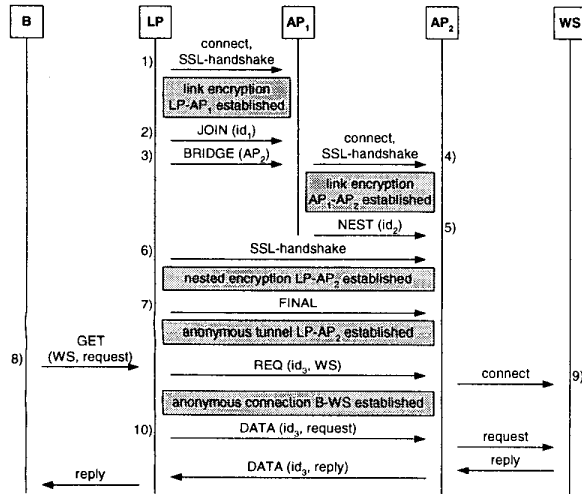 B LP AP1 AP2 WS
1) connect,
SSL-handshake
link encryption
LP-AP1 established
2) JOIN (id1)
3) BRIDGE (AP2)
connect,
SSL-handshake 4)
link encryption
AP1-AP2 established
NEST (id2) 5)
6) SSL-handshake
nested encryption LP-AP2 established
7) FINAL
anonymous tunnel LP-AP2 established
8) GET
(WS, request)
REQ (id3, WS)
connect 9)
anonymous connection B-WS established
10) DATA (id3, request)
request
DATA (id3, reply)
reply
reply